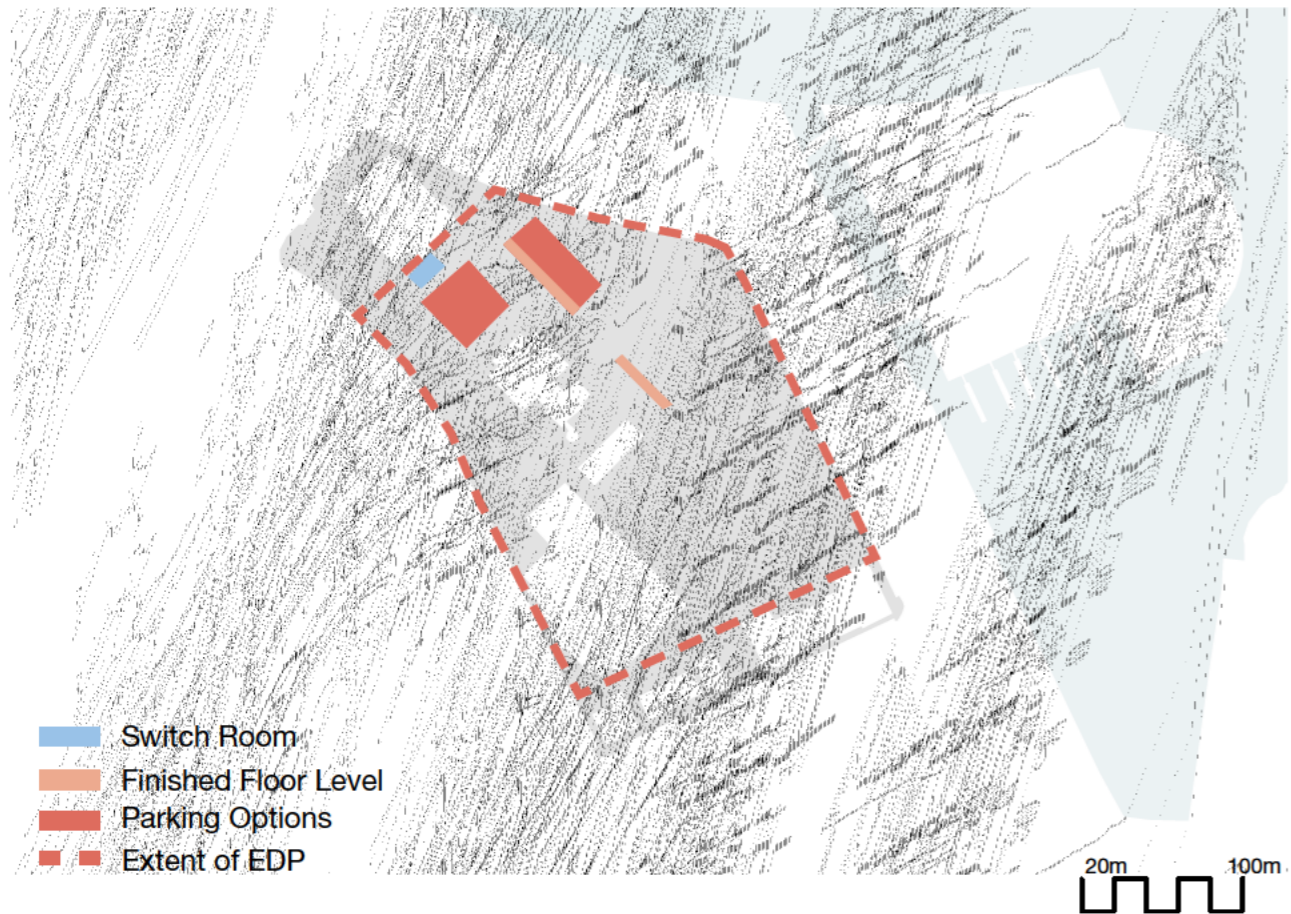 Switch Room
Finished Floor Level
Parking Options
Extent of EDP
20m 100m